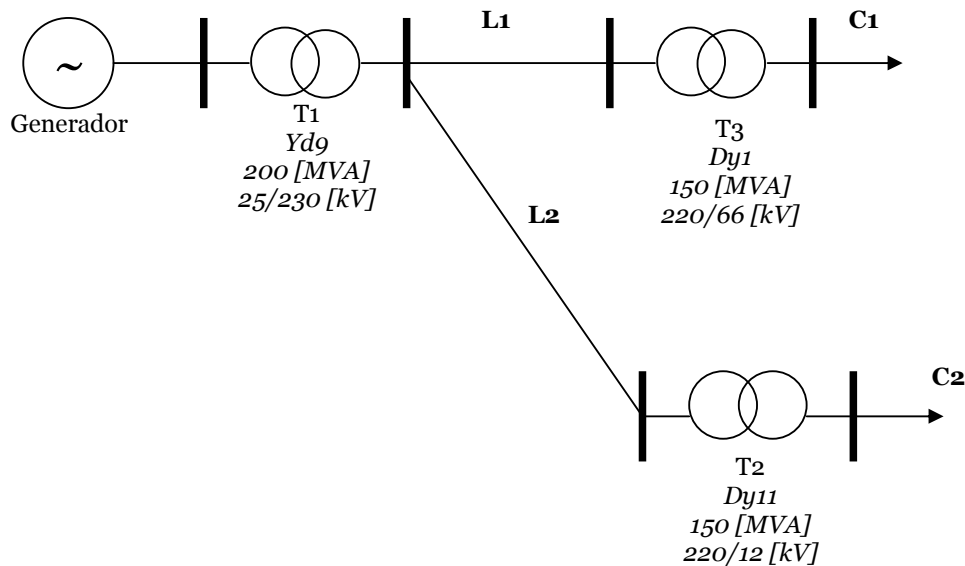 L1
C1
~
Generador
T1
Yd9
200 [MVA]
25/230 [kV]
T3
Dy1
150 [MVA]
220/66 [kV]
L2
C2
T2
Dy11
150 [MVA]
220/12 [kV]